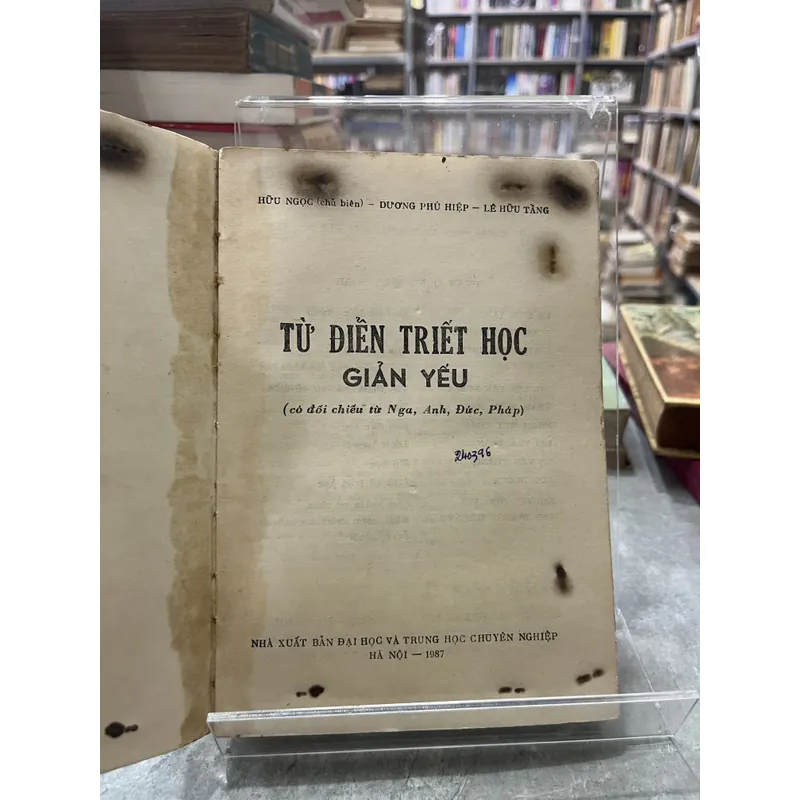 HỮU NGỌC (chủ biên) — DƯƠNG PHÚ HIỆP — LÊ HỮU TẦNG
TỪ ĐIỂN TRIẾT HỌC
GIẢN YẾU
(có đối chiếu từ Nga, Anh, Đức, Pháp)
240396
NHÀ XUẤT BẢN ĐẠI HỌC VÀ TRUNG HỌC CHUYÊN NGHIỆP
HÀ NỘI — 1987